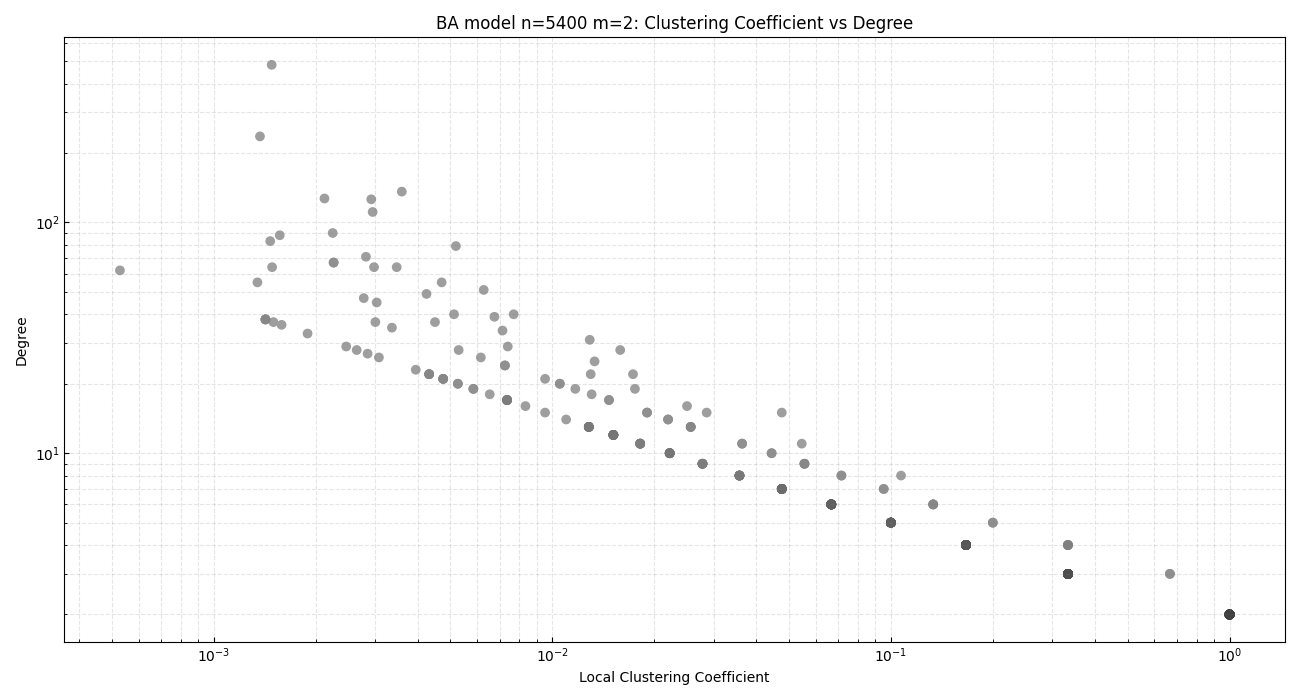 BA model n=5400 m=2: Clustering Coefficient vs Degree
Degree
10²
10¹
10⁻³
10⁻²
10⁻¹
10⁰
Local Clustering Coefficient